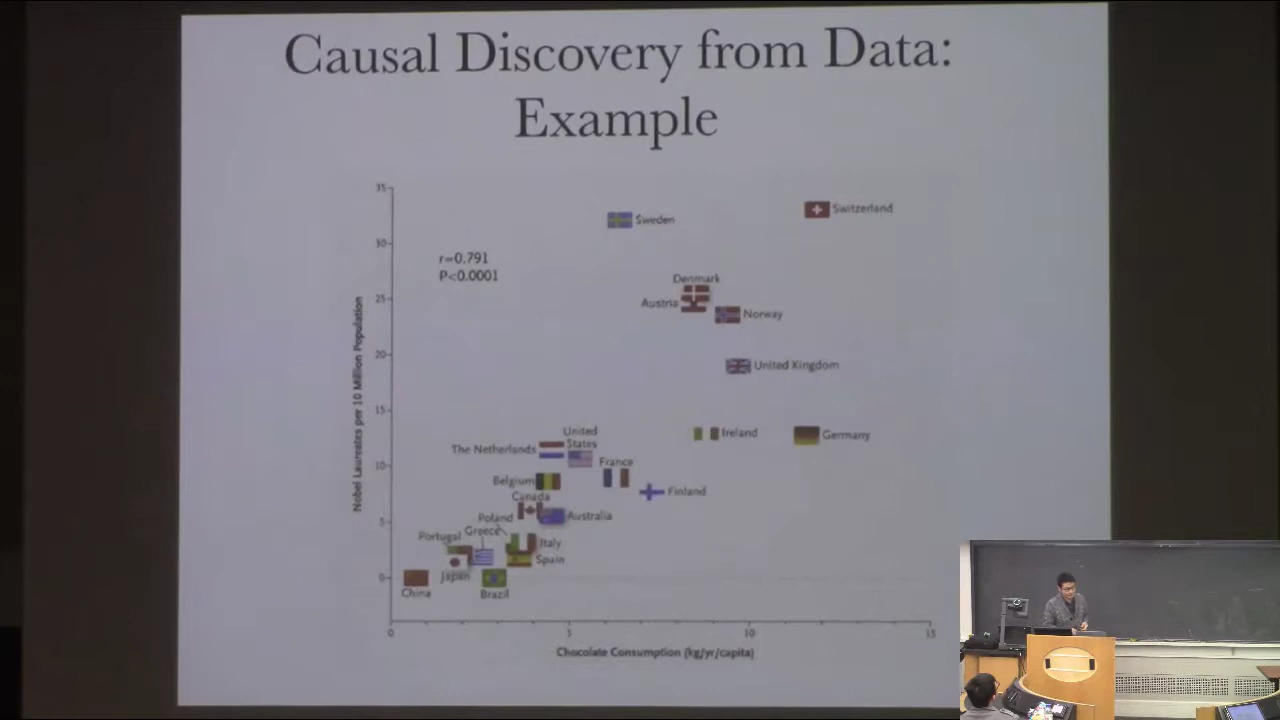 Causal Discovery from Data:
Example
35
30
25
20
15
10
5
0
Nobel Laureates per 10 Million Population
r=0.791
P<0.0001
Sweden
Switzerland
Denmark
Austria
Norway
United Kingdom
Ireland
Germany
United
States
The Netherlands
France
Belgium
Finland
Canada
Australia
Poland
Portugal
Greece
Italy
Spain
Japan
China
Brazil
0
5
10
15
Chocolate Consumption (kg/yr/capita)